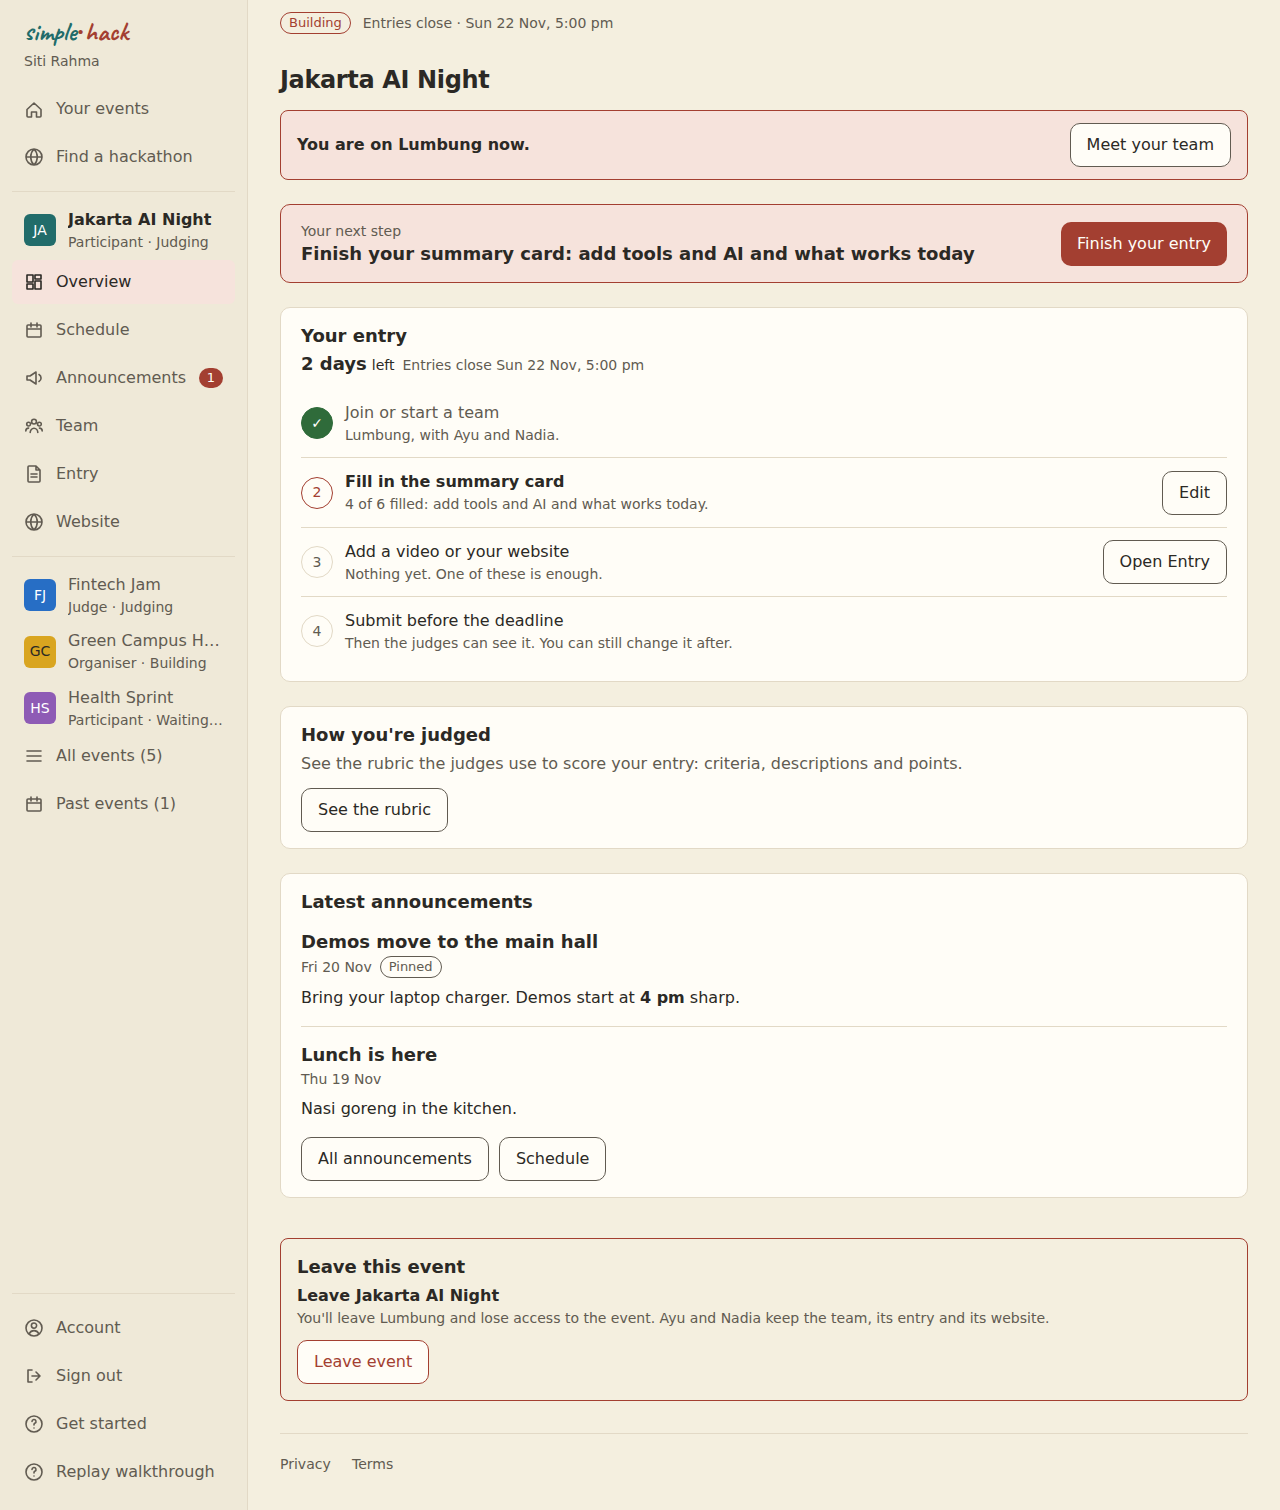 simple·hack
Siti Rahma
Your events
Find a hackathon
JA
Jakarta AI Night
Participant · Judging
Overview
Schedule
Announcements 1
Team
Entry
Website
FJ
Fintech Jam
Judge · Judging
GC
Green Campus H…
Organiser · Building
HS
Health Sprint
Participant · Waiting…
All events (5)
Past events (1)
Account
Sign out
Get started
Replay walkthrough
Building Entries close · Sun 22 Nov, 5:00 pm
Jakarta AI Night
You are on Lumbung now.
Meet your team
Your next step
Finish your summary card: add tools and AI and what works today
Finish your entry
Your entry
2 days left Entries close Sun 22 Nov, 5:00 pm
✓
Join or start a team
Lumbung, with Ayu and Nadia.
2
Fill in the summary card
4 of 6 filled: add tools and AI and what works today.
Edit
3
Add a video or your website
Nothing yet. One of these is enough.
Open Entry
4
Submit before the deadline
Then the judges can see it. You can still change it after.
How you're judged
See the rubric the judges use to score your entry: criteria, descriptions and points.
See the rubric
Latest announcements
Demos move to the main hall
Fri 20 Nov Pinned
Bring your laptop charger. Demos start at 4 pm sharp.
Lunch is here
Thu 19 Nov
Nasi goreng in the kitchen.
All announcements Schedule
Leave this event
Leave Jakarta AI Night
You'll leave Lumbung and lose access to the event. Ayu and Nadia keep the team, its entry and its website.
Leave event
Privacy Terms